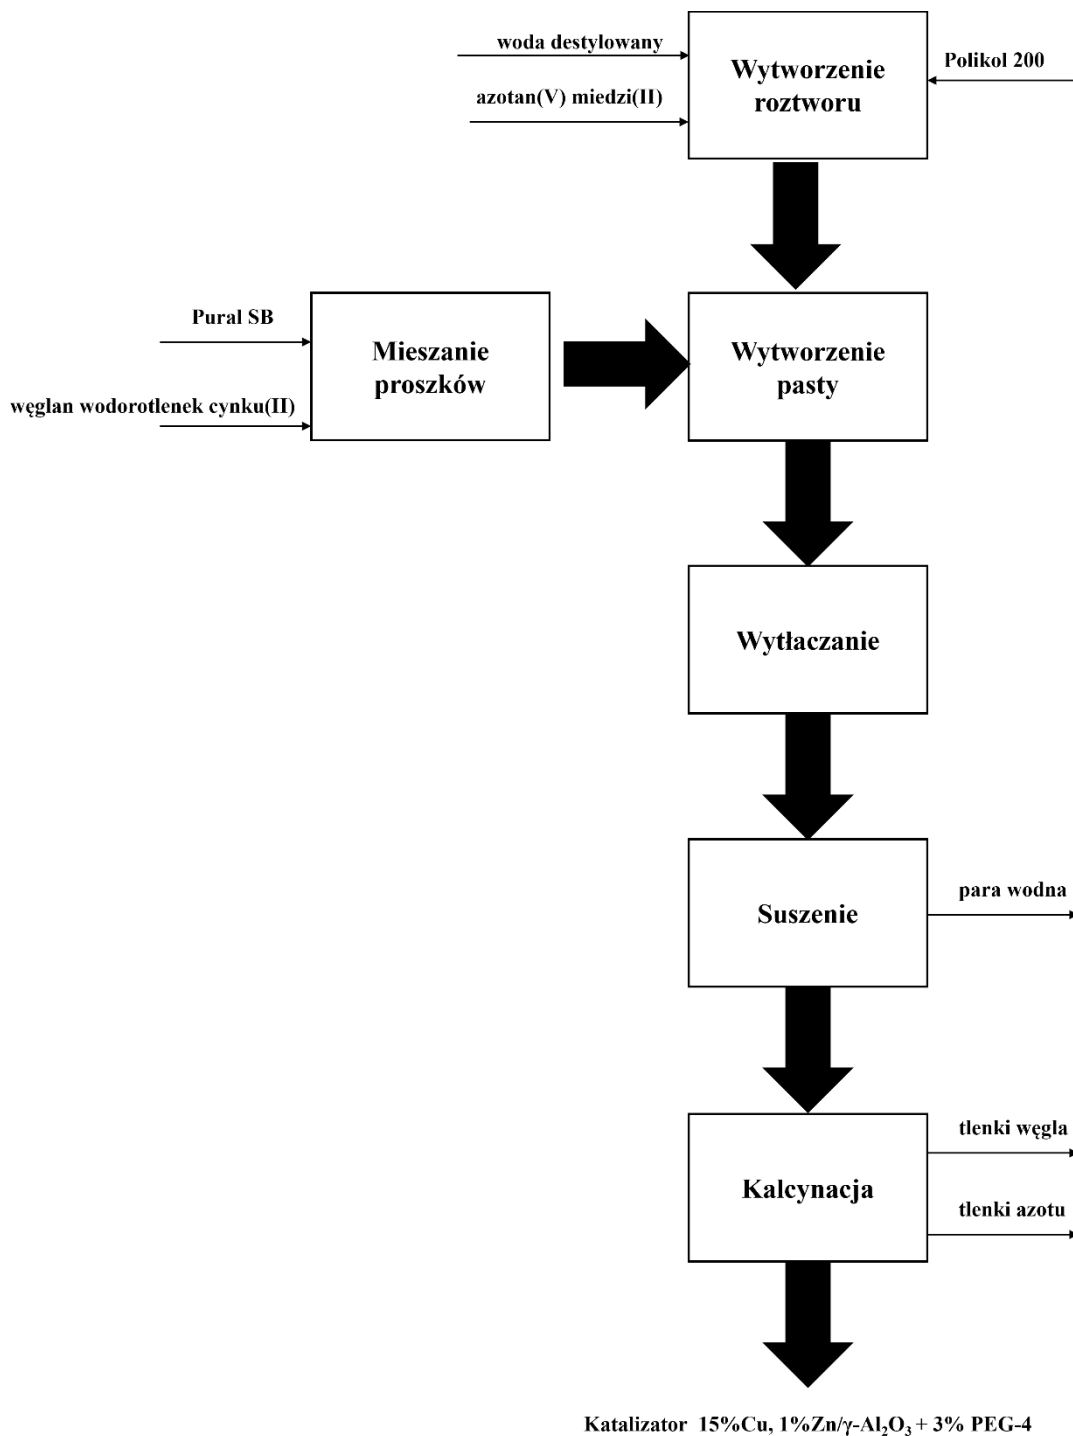 woda destylowany
azotan(V) miedzi(II)
Wytworzenie
roztworu
Polikol 200
Pural SB
węglan wodorotlenek cynku(II)
Mieszanie
proszków
Wytworzenie
pasty
Wytłaczanie
Suszenie
para wodna
Kalcynacja
tlenki węgla
tlenki azotu
Katalizator 15%Cu, 1%Zn/γ-Al₂O₃ + 3% PEG-4